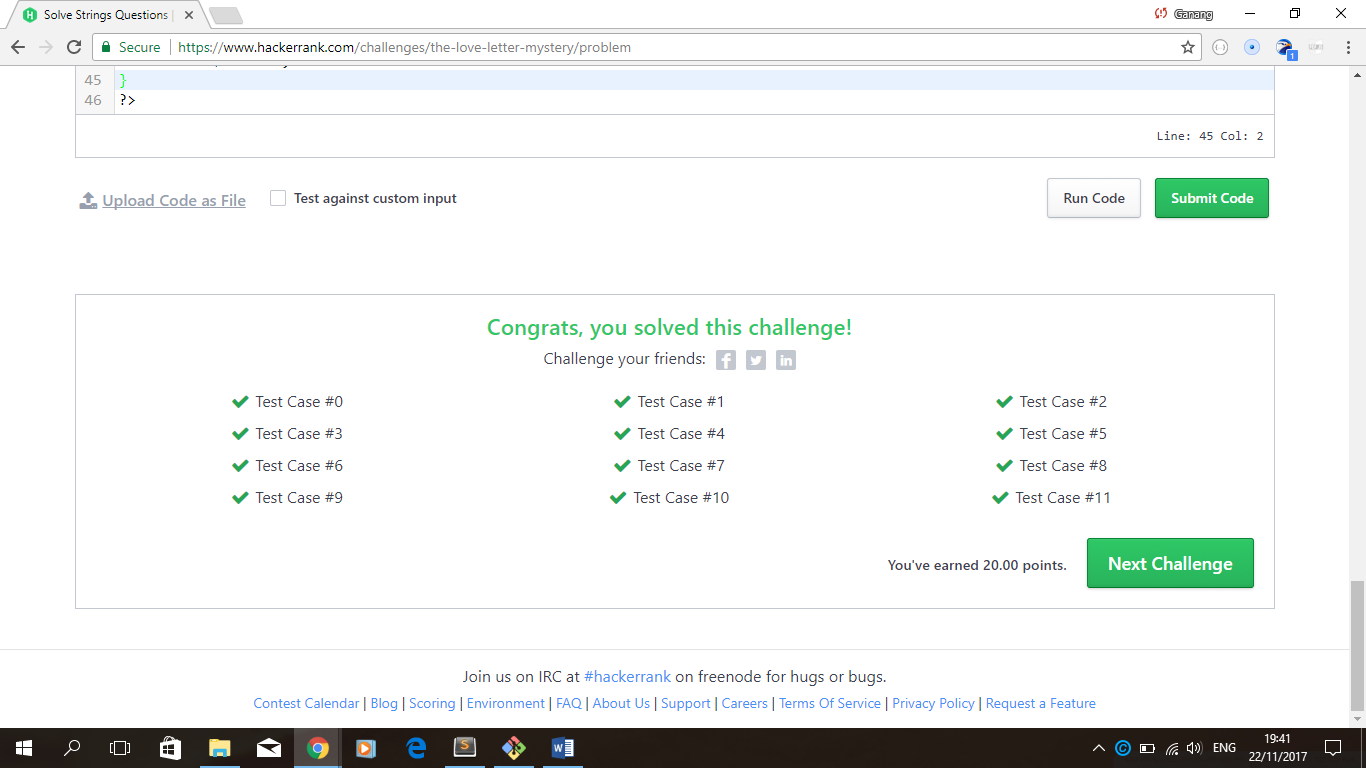 Solve Strings Questions |
Ganang
Secure | https://www.hackerrank.com/challenges/the-love-letter-mystery/problem
1
45 }
46 ?>
Line: 45 Col: 2
Upload Code as File
Test against custom input
Run Code
Submit Code
Congrats, you solved this challenge!
Challenge your friends:
Test Case #0 Test Case #1 Test Case #2
Test Case #3 Test Case #4 Test Case #5
Test Case #6 Test Case #7 Test Case #8
Test Case #9 Test Case #10 Test Case #11
You've earned 20.00 points. Next Challenge
Join us on IRC at #hackerrank on freenode for hugs or bugs.
Contest Calendar | Blog | Scoring | Environment | FAQ | About Us | Support | Careers | Terms Of Service | Privacy Policy | Request a Feature
ENG
19:41
22/11/2017